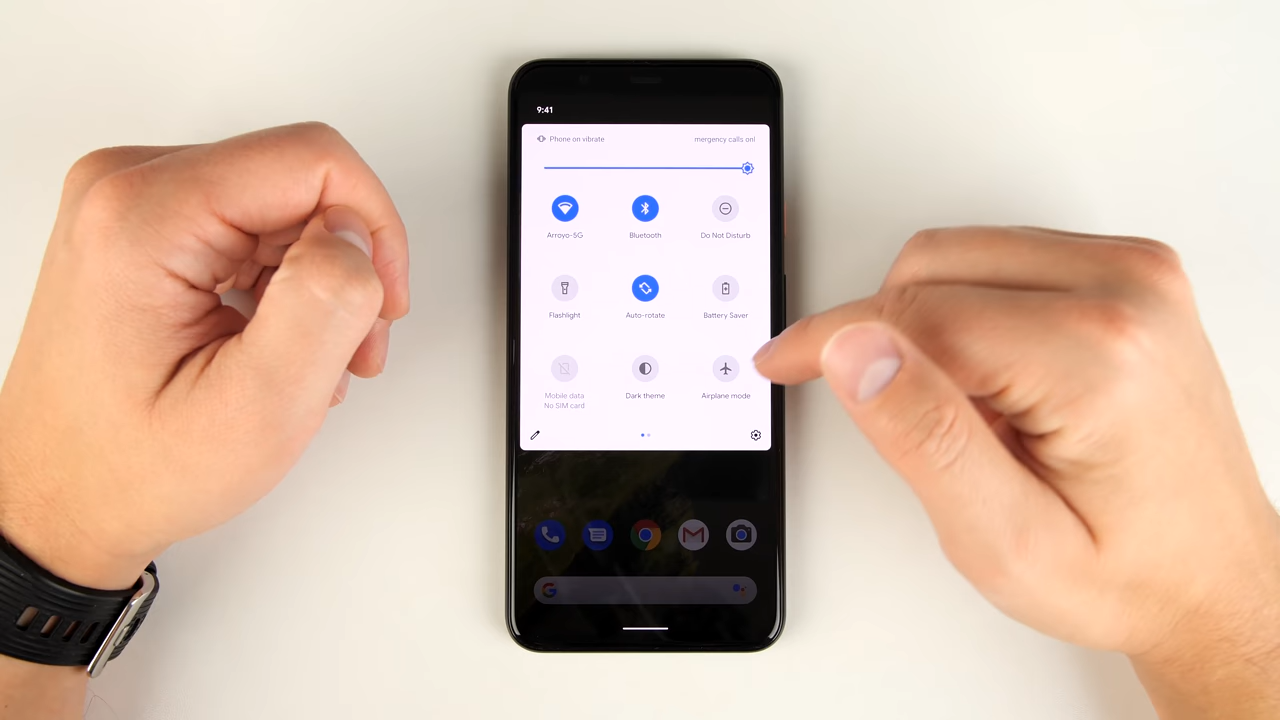 9:41
Phone on vibrate mergency calls onl
Arroyo-5G Bluetooth Do Not Disturb
Flashlight Auto-rotate Battery Saver
Mobile data Dark theme Airplane mode
No SIM card